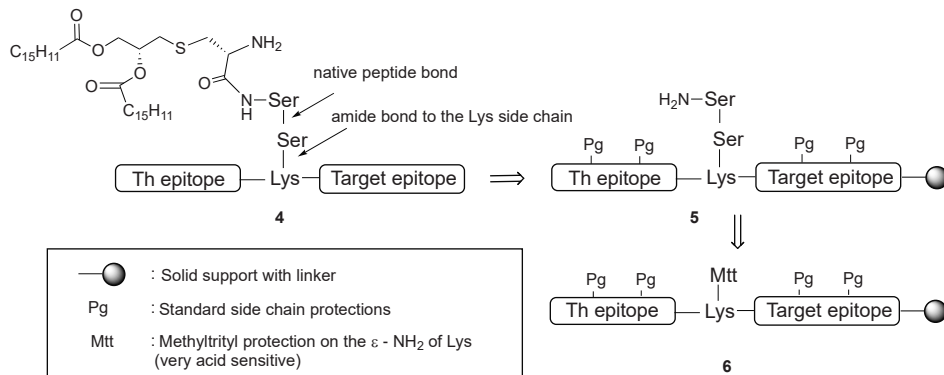 O
C15H11
O
S
NH2
O
O
O
N
H
Ser
native peptide bond
C15H11
Ser
amide bond to the Lys side chain
Th epitope
Lys
Target epitope
4
H2N
Ser
Ser
Pg Pg
Pg Pg
Th epitope
Lys
Target epitope
5
Mtt
Pg Pg
Pg Pg
Th epitope
Lys
Target epitope
6
: Solid support with linker
Pg : Standard side chain protections
Mtt : Methyltrityl protection on the ε - NH2 of Lys
(very acid sensitive)